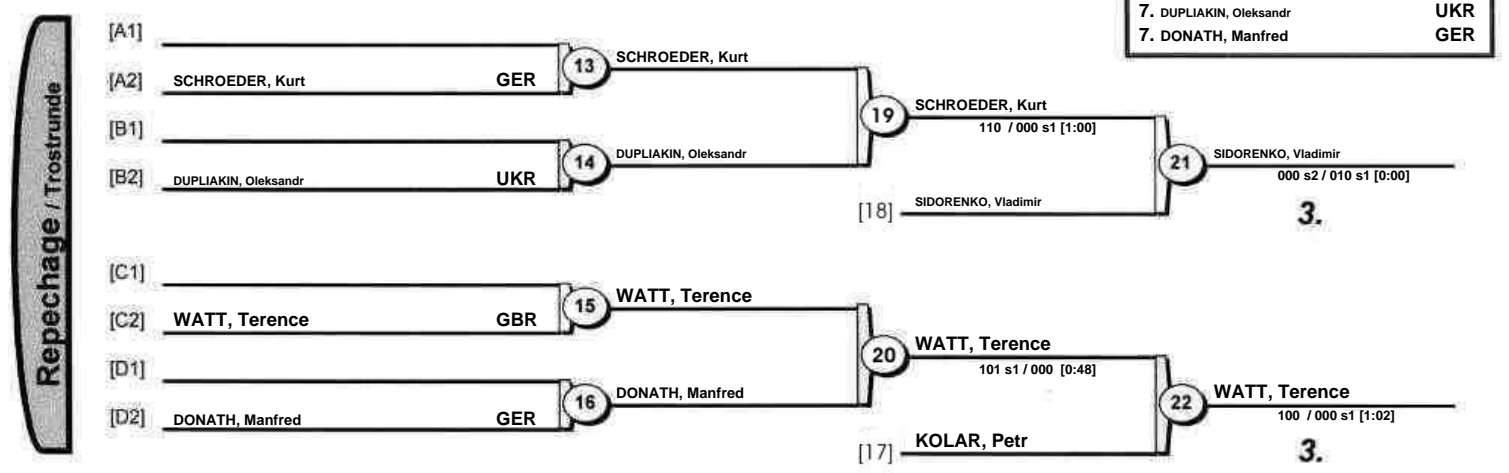 7. DUPLIAKIN, Oleksandr UKR
7. DONATH, Manfred GER
Repechage / Trostrunde
[A1]
[A2] SCHROEDER, Kurt GER
13 SCHROEDER, Kurt
[B1]
[B2] DUPLIAKIN, Oleksandr UKR
14 DUPLIAKIN, Oleksandr
19 SCHROEDER, Kurt
110 / 000 s1 [1:00]
[18] SIDORENKO, Vladimir
21 SIDORENKO, Vladimir
000 s2 / 010 s1 [0:00]
3.
[C1]
[C2] WATT, Terence GBR
15 WATT, Terence
[D1]
[D2] DONATH, Manfred GER
16 DONATH, Manfred
20 WATT, Terence
101 s1 / 000 [0:48]
[17] KOLAR, Petr
22 WATT, Terence
100 / 000 s1 [1:02]
3.